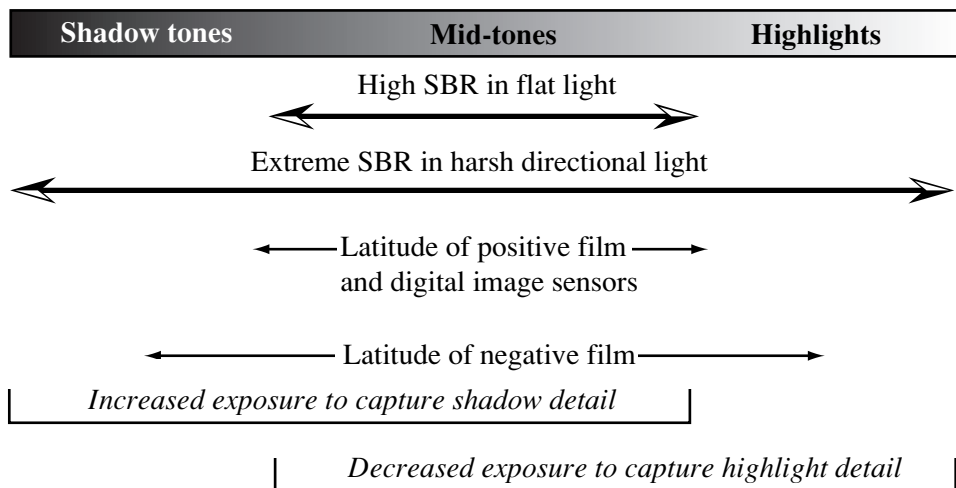 Shadow tones Mid-tones Highlights
High SBR in flat light
Extreme SBR in harsh directional light
Latitude of positive film
and digital image sensors
Latitude of negative film
Increased exposure to capture shadow detail
Decreased exposure to capture highlight detail